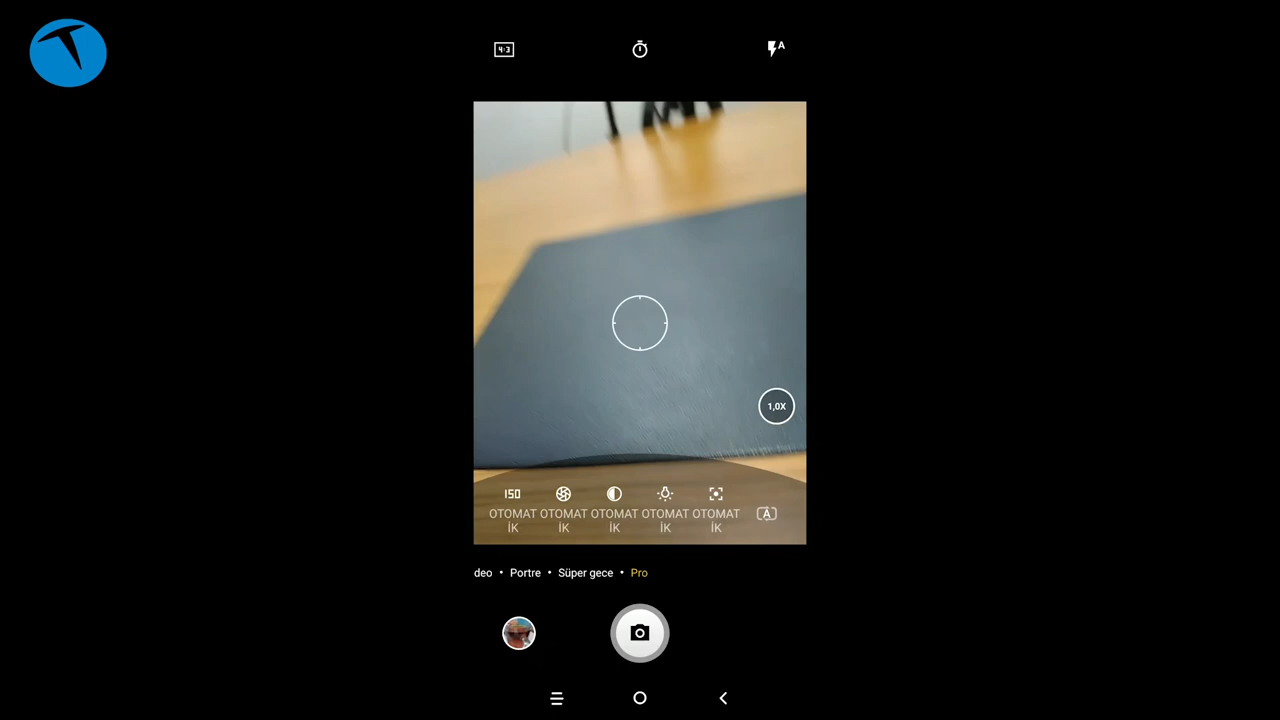 4:3
A
1,0X
ISO
OTOMAT OTOMAT OTOMAT OTOMAT OTOMAT
İK İK İK İK İK
A
deo • Portre • Süper gece • Pro